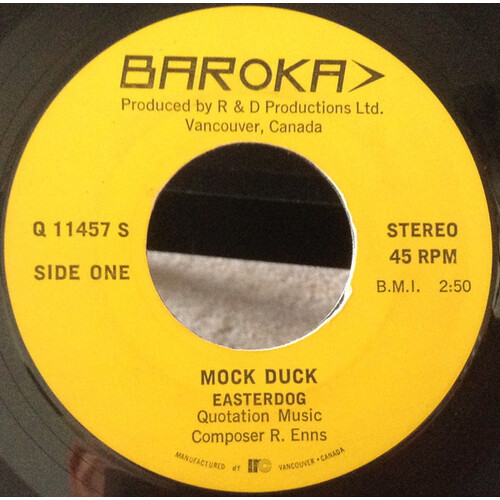 BAROKA>
Produced by R & D Productions Ltd.
Vancouver, Canada
Q 11457 S
SIDE ONE
STEREO
45 RPM
B.M.I. 2:50
MOCK DUCK
EASTERDOG
Quotation Music
Composer R. Enns
MANUFACTURED BY IRC VANCOUVER • CANADA